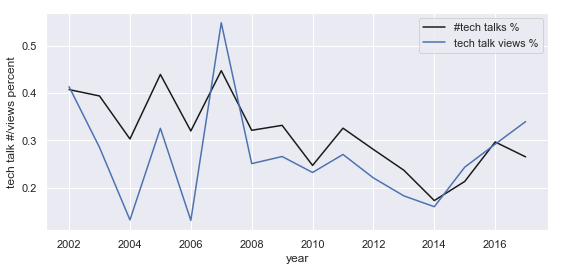 #tech talks %
tech talk views %
tech talk #/views percent
0.5
0.4
0.3
0.2
2002 2004 2006 2008 2010 2012 2014 2016
year